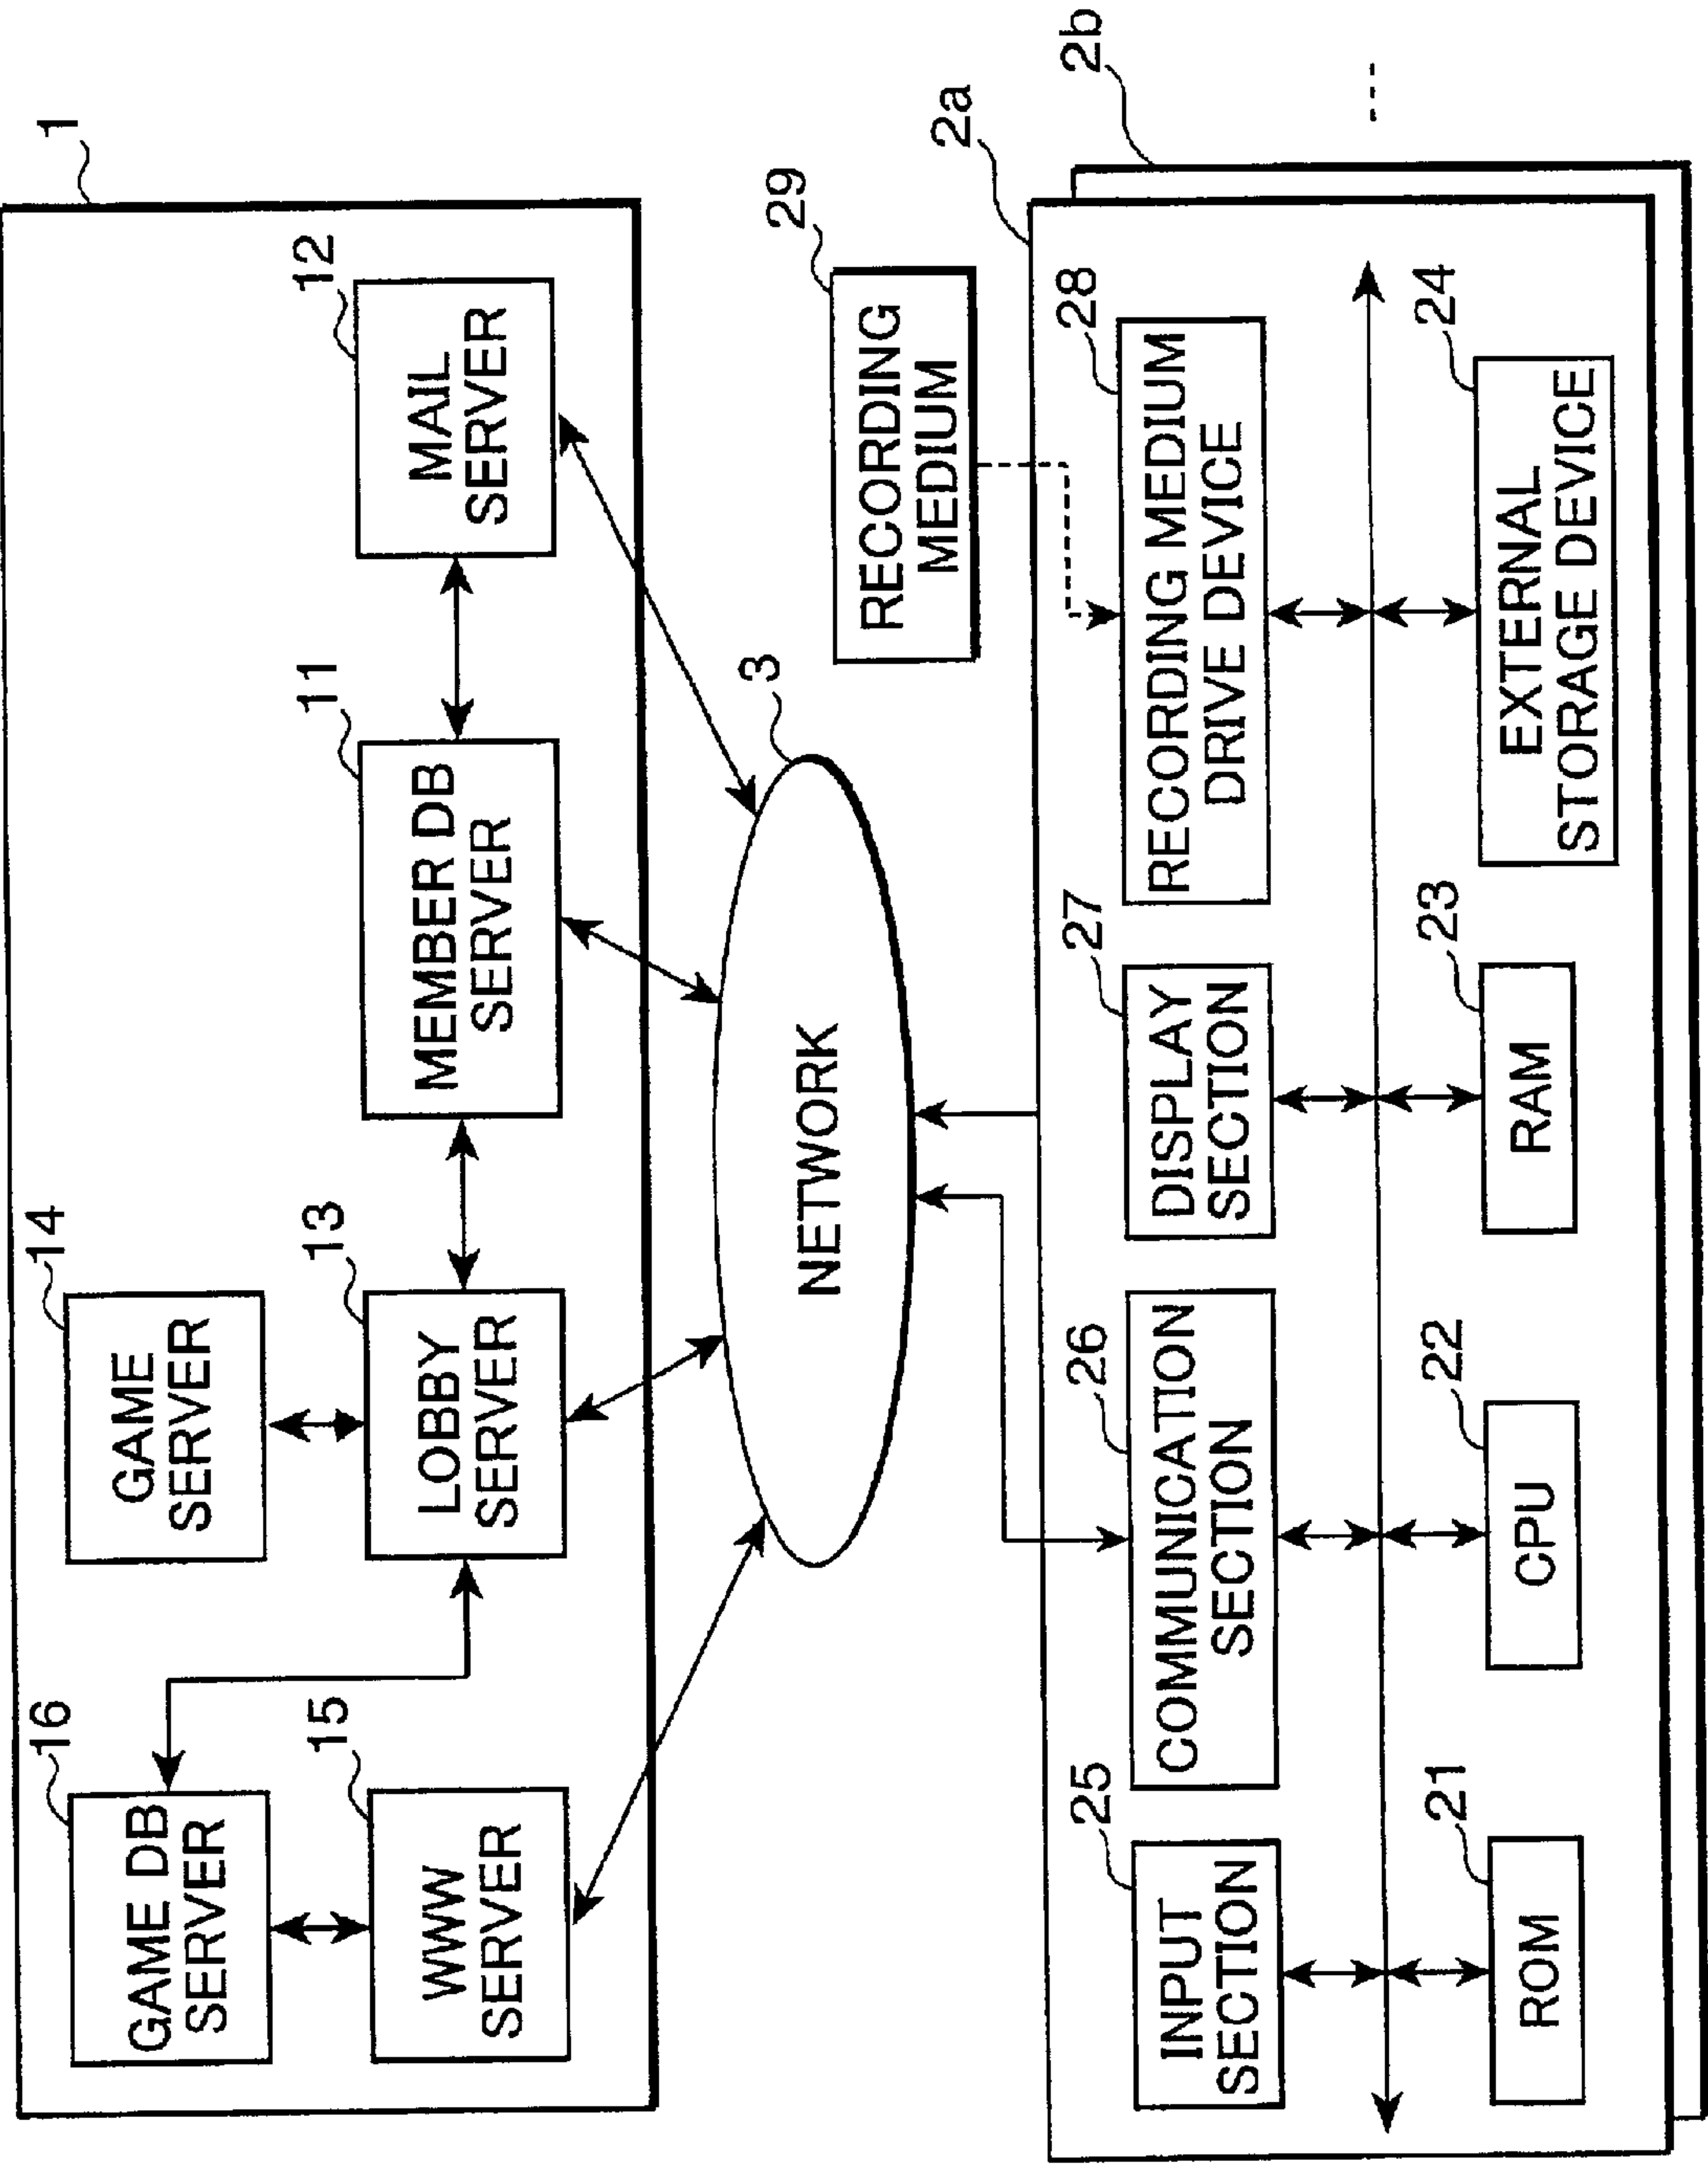 1
16
GAME DB
SERVER
14
GAME
SERVER
15
WWW
SERVER
13
LOBBY
SERVER
11
MEMBER DB
SERVER
12
MAIL
SERVER
3
NETWORK
29
RECORDING
MEDIUM
2a
2b
25
INPUT
SECTION
26
COMMUNICATION
SECTION
27
DISPLAY
SECTION
28
RECORDING MEDIUM
DRIVE DEVICE
21
ROM
22
CPU
23
RAM
24
EXTERNAL
STORAGE DEVICE